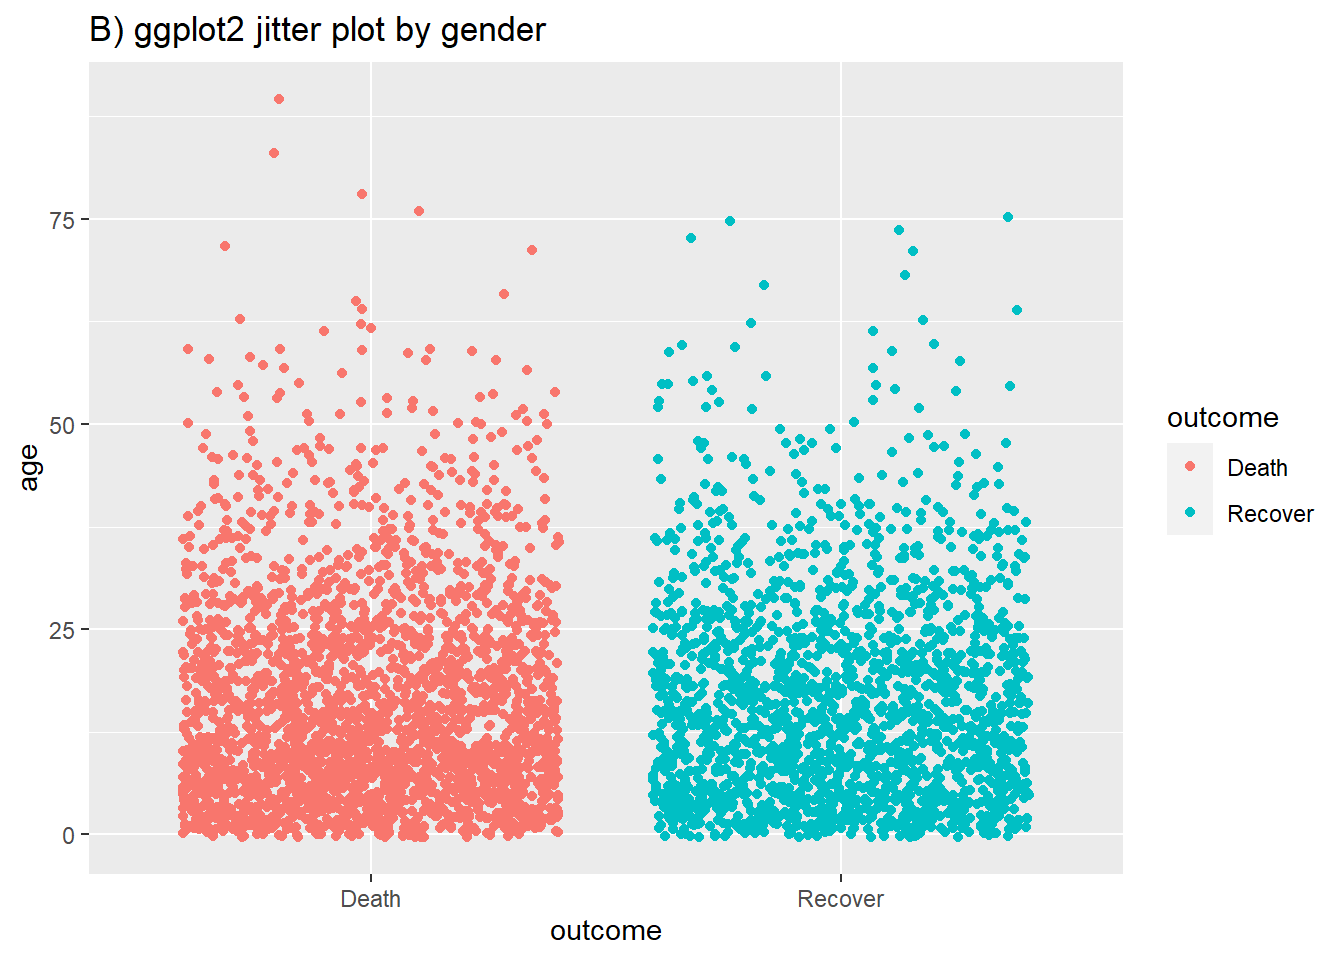 B) ggplot2 jitter plot by gender
75
50
25
0
age
Death
Recover
outcome
outcome
Death
Recover